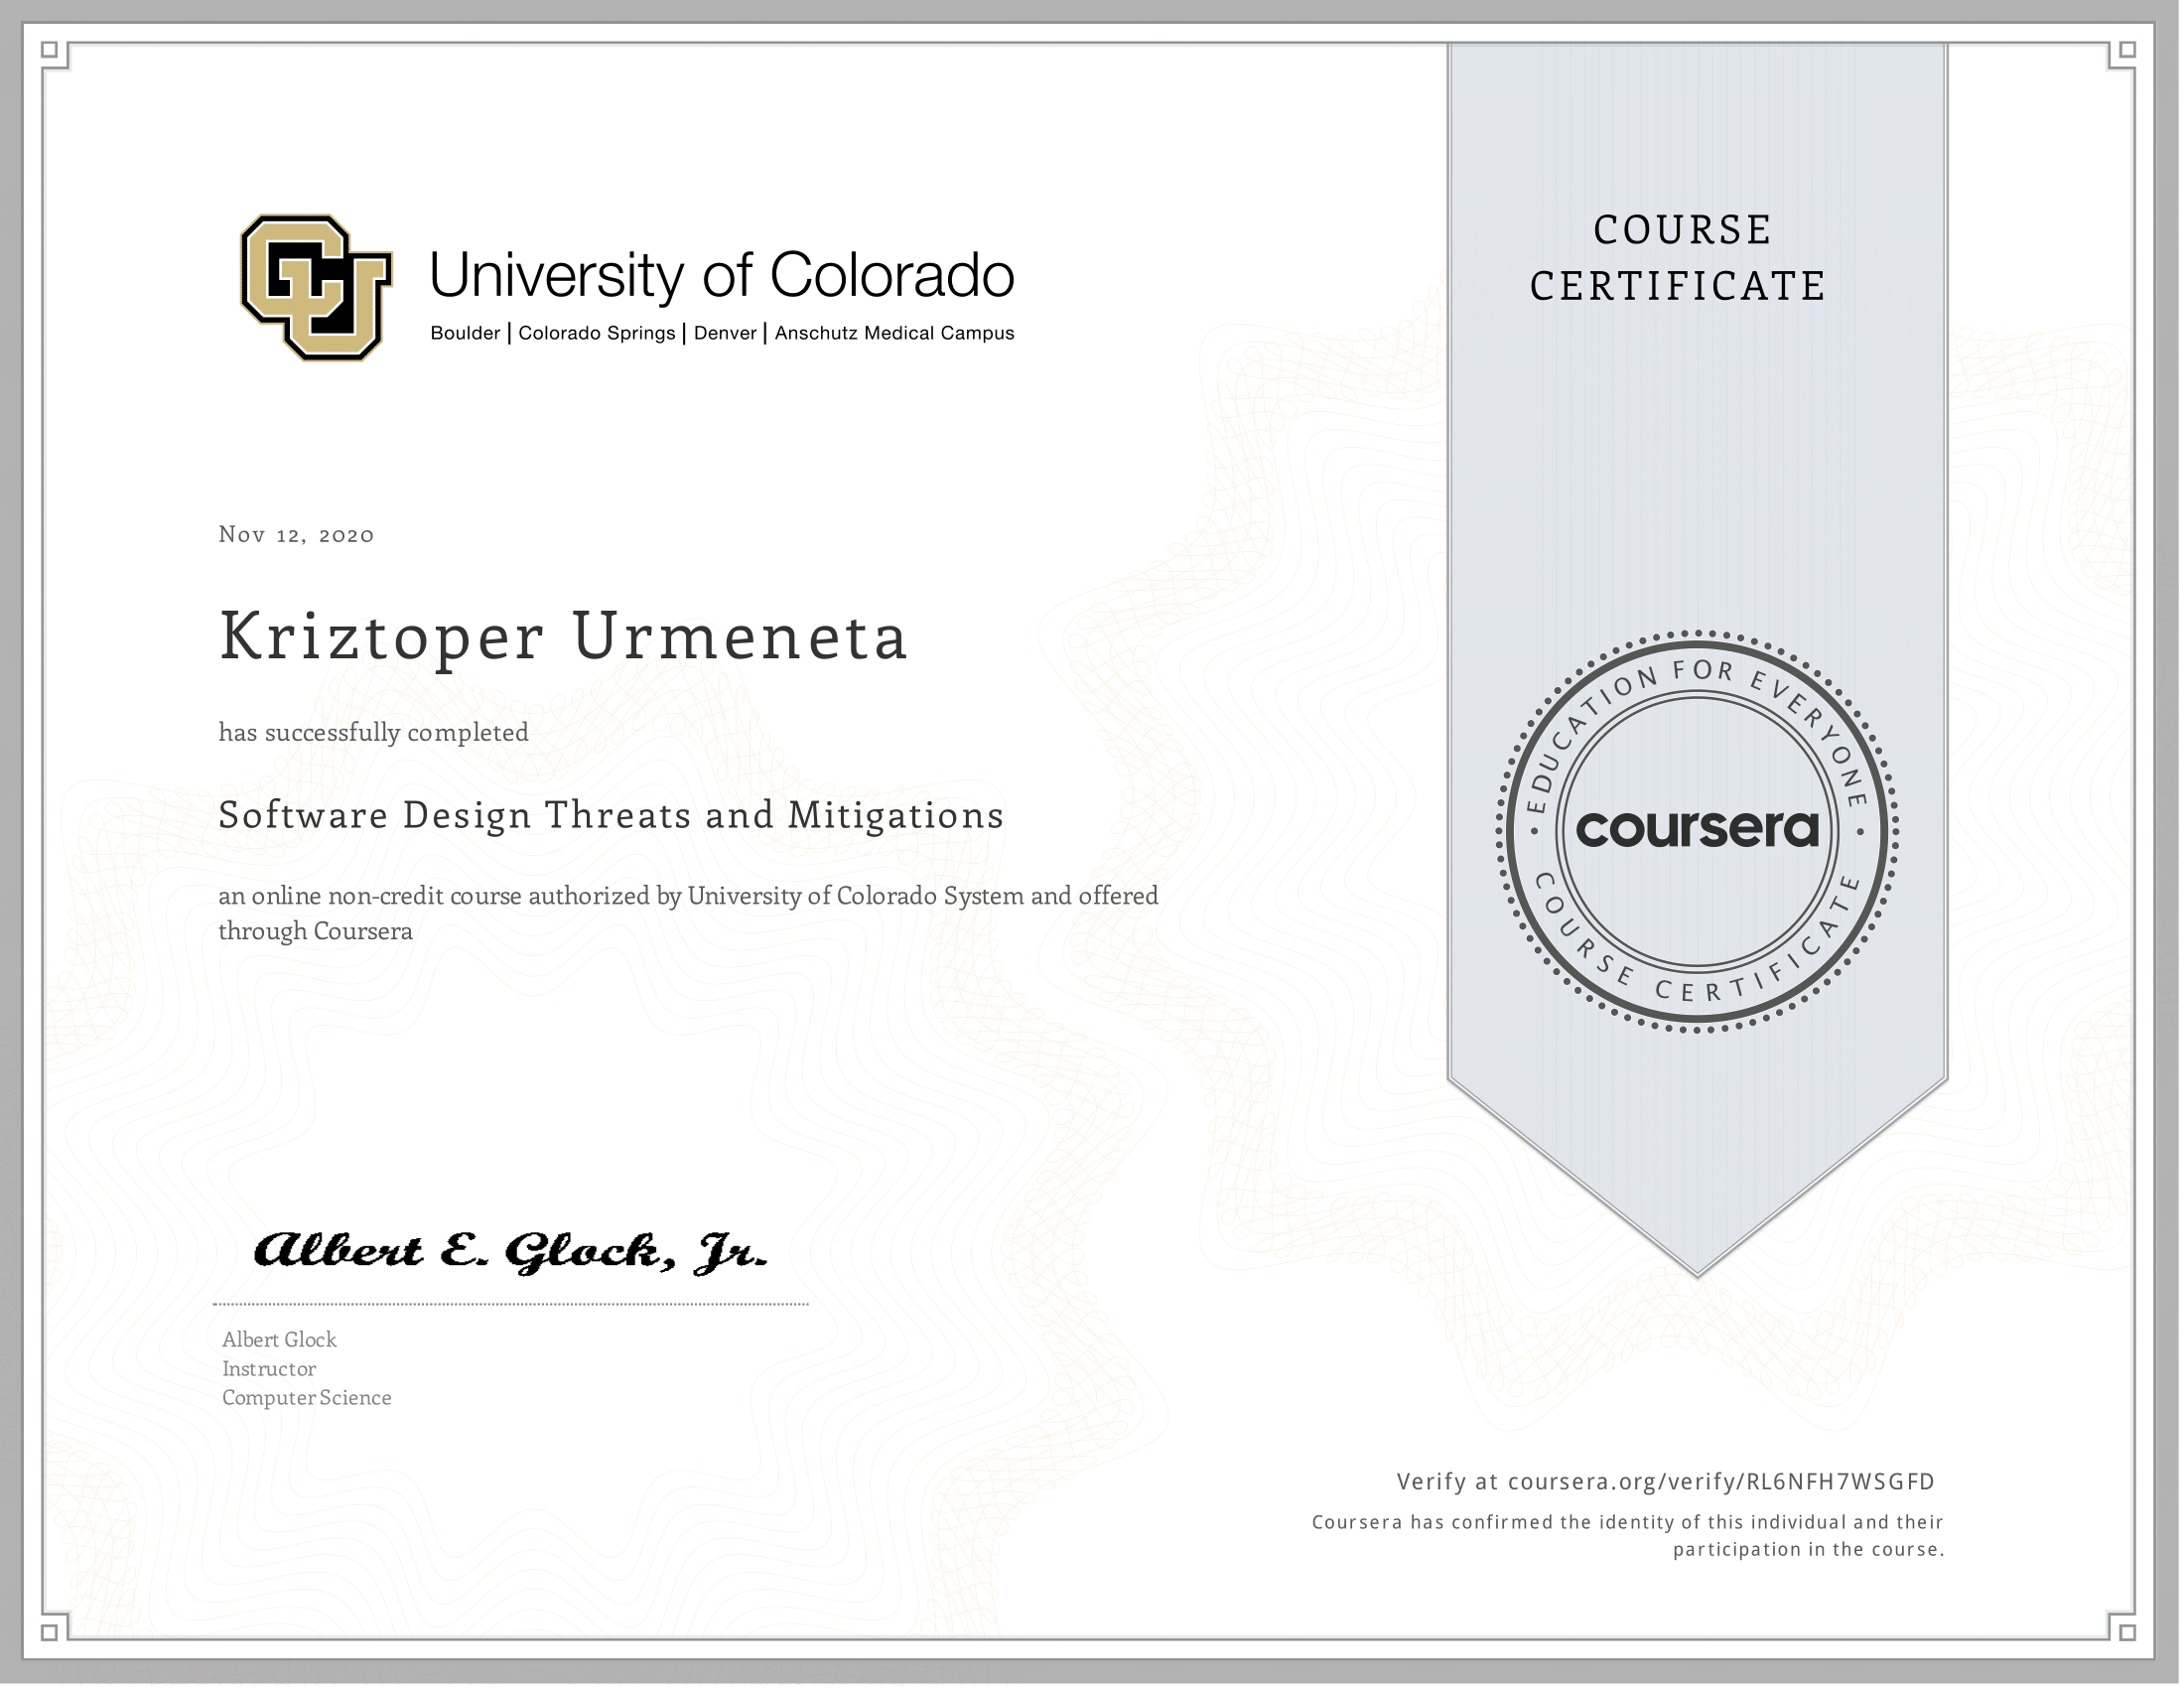 University of Colorado
Boulder | Colorado Springs | Denver | Anschutz Medical Campus
COURSE
CERTIFICATE
Nov 12, 2020
Kriztoper Urmeneta
has successfully completed
Software Design Threats and Mitigations
an online non-credit course authorized by University of Colorado System and offered
through Coursera
EDUCATION FOR EVERYONE
coursera
COURSE CERTIFICATE
Albert E. Glock, Jr.
Albert Glock
Instructor
Computer Science
Verify at coursera.org/verify/RL6NFH7WSGFD
Coursera has confirmed the identity of this individual and their
participation in the course.